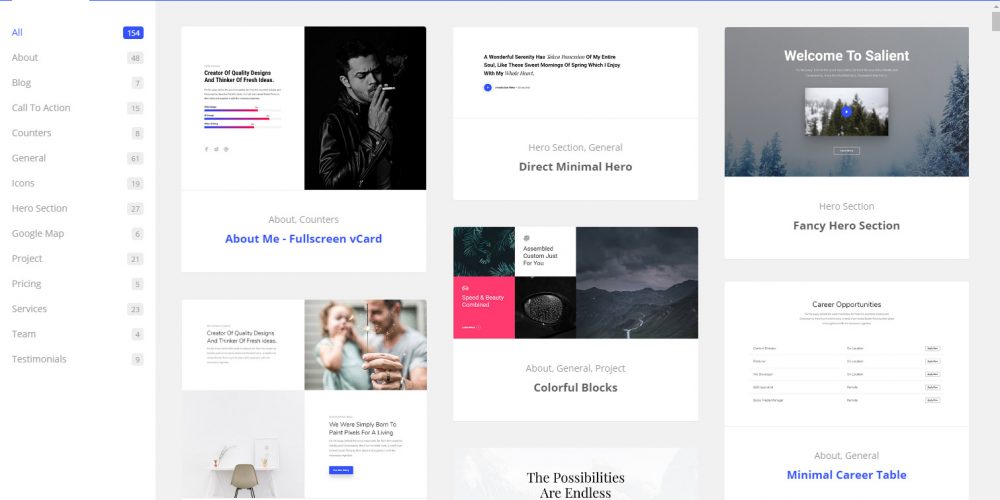 All 154
About 48
Blog 7
Call To Action 15
Counters 8
General 61
Icons 19
Hero Section 27
Google Map 6
Project 21
Pricing 5
Services 23
Team 4
Testimonials 9
Creator Of Quality Designs
And Thinker Of Fresh Ideas.
About, Counters
About Me - Fullscreen vCard
Creator Of Quality Designs
And Thinker Of Fresh Ideas.
We Were Simply Born To
Paint Pixels For A Living
A Wonderful Serenity Has Taken Possession Of My Entire
Soul, Like These Sweet Mornings Of Spring Which I Enjoy
With My Whole Heart.
Hero Section, General
Direct Minimal Hero
Assembled
Custom Just
For You
Speed & Beauty
Combined
About, General, Project
Colorful Blocks
The Possibilities
Are Endless
Welcome To Salient
Hero Section
Fancy Hero Section
Career Opportunities
About, General
Minimal Career Table